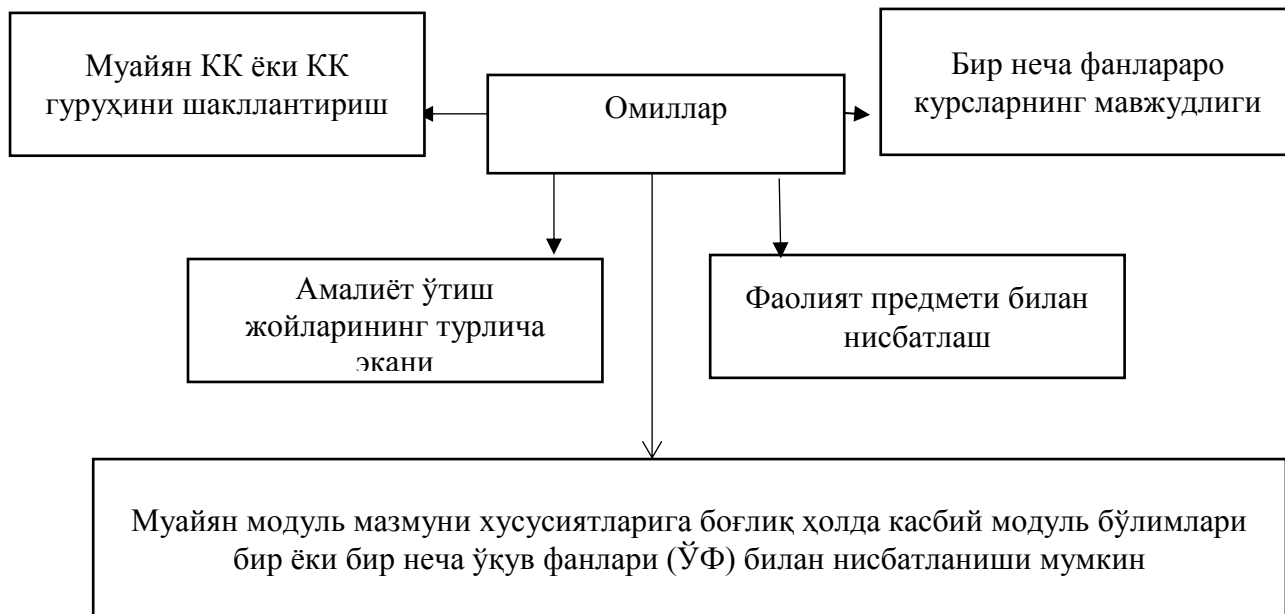 Муайян КК ёки КК
гуруҳини шакллантириш
Омиллар
Бир неча фанлараро
курсларнинг мавжудлиги
Амалиёт ўтиш
жойларининг турлича
экани
Фаолият предмети билан
нисбатлаш
Муайян модуль мазмуни хусусиятларига боғлиқ ҳолда касбий модуль бўлимлари
бир ёки бир неча ўқув фанлари (ЎФ) билан нисбатланиши мумкин